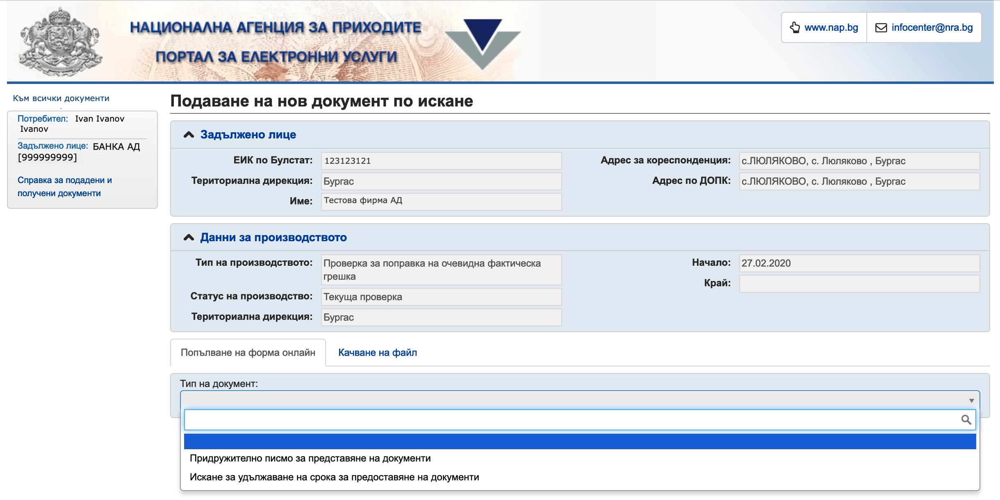 НАЦИОНАЛНА АГЕНЦИЯ ЗА ПРИХОДИТЕ
ПОРТАЛ ЗА ЕЛЕКТРОННИ УСЛУГИ
www.nap.bg
infocenter@nra.bg
Към всички документи
Потребител: Ivan Ivanov
Ivanov
Задължено лице: БАНКА АД
[999999999]
Справка за подадени и
получени документи
Подаване на нов документ по искане
Задължено лице
ЕИК по Булстат: 123123121
Адрес за кореспонденция: с.ЛЮЛЯКОВО, с. Люляково , Бургас
Териториална дирекция: Бургас
Адрес по ДОПК: с.ЛЮЛЯКОВО, с. Люляково , Бургас
Име: Тестова фирма АД
Данни за производството
Тип на производството: Проверка за поправка на очевидна фактическа
грешка
Начало: 27.02.2020
Край:
Статус на производство: Текуща проверка
Териториална дирекция: Бургас
Попълване на форма онлайн
Качване на файл
Тип на документ:
Придружително писмо за представяне на документи
Искане за удължаване на срока за предоставяне на документи